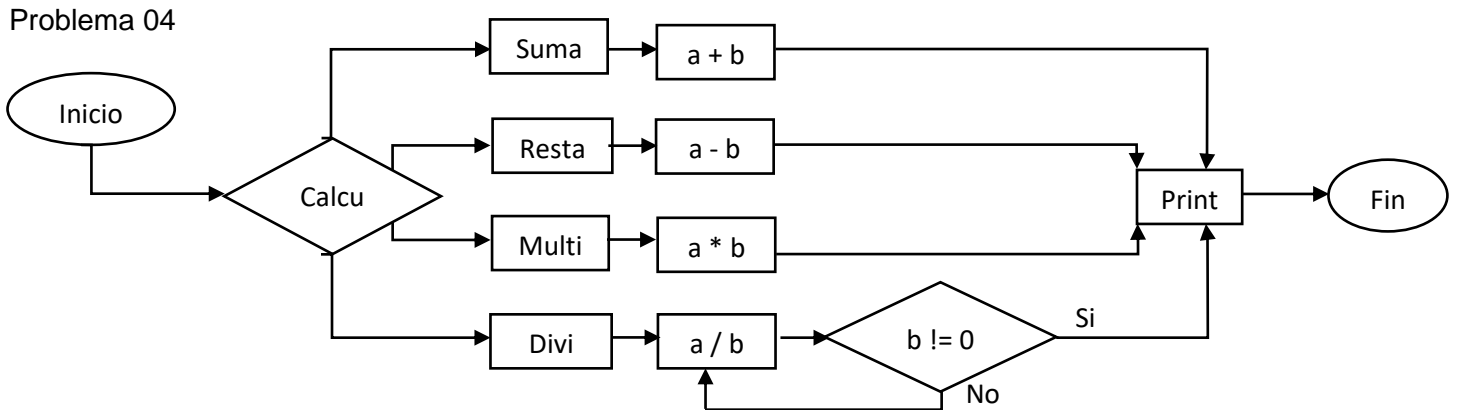 Problema 04
Inicio
Calcu
Suma
a + b
Resta
a - b
Multi
a * b
Divi
a / b
b != 0
Si
No
Print
Fin